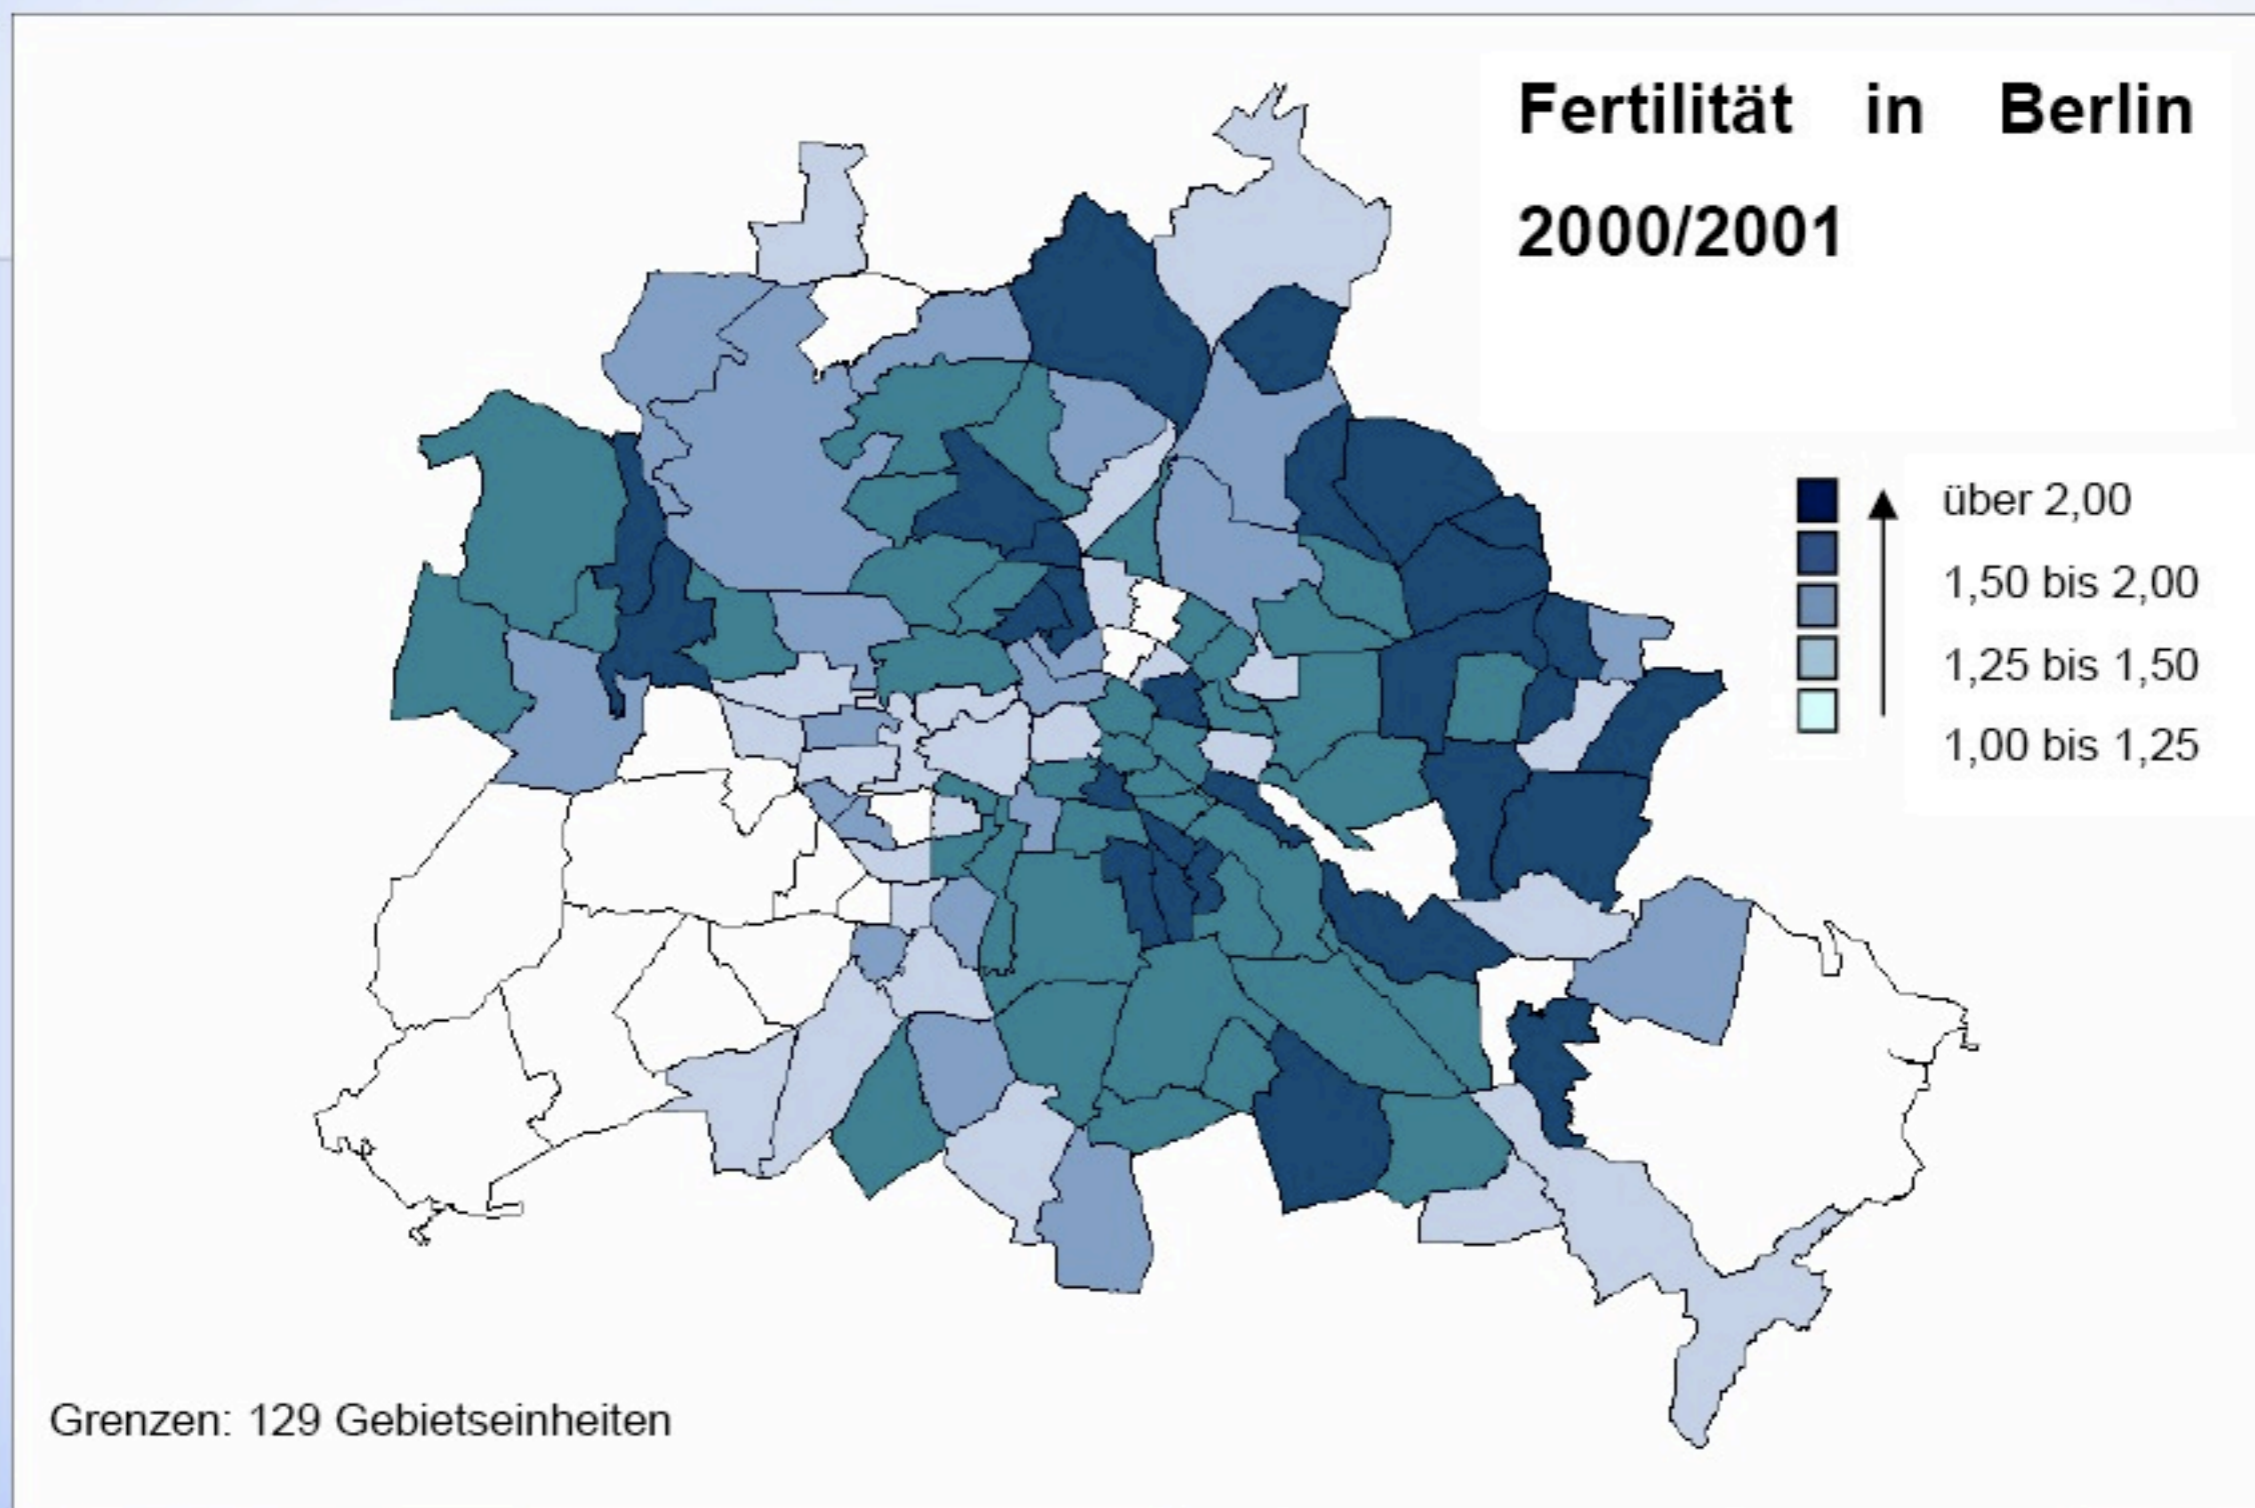 Fertilität in Berlin
2000/2001
über 2,00
1,50 bis 2,00
1,25 bis 1,50
1,00 bis 1,25
Grenzen: 129 Gebietseinheiten